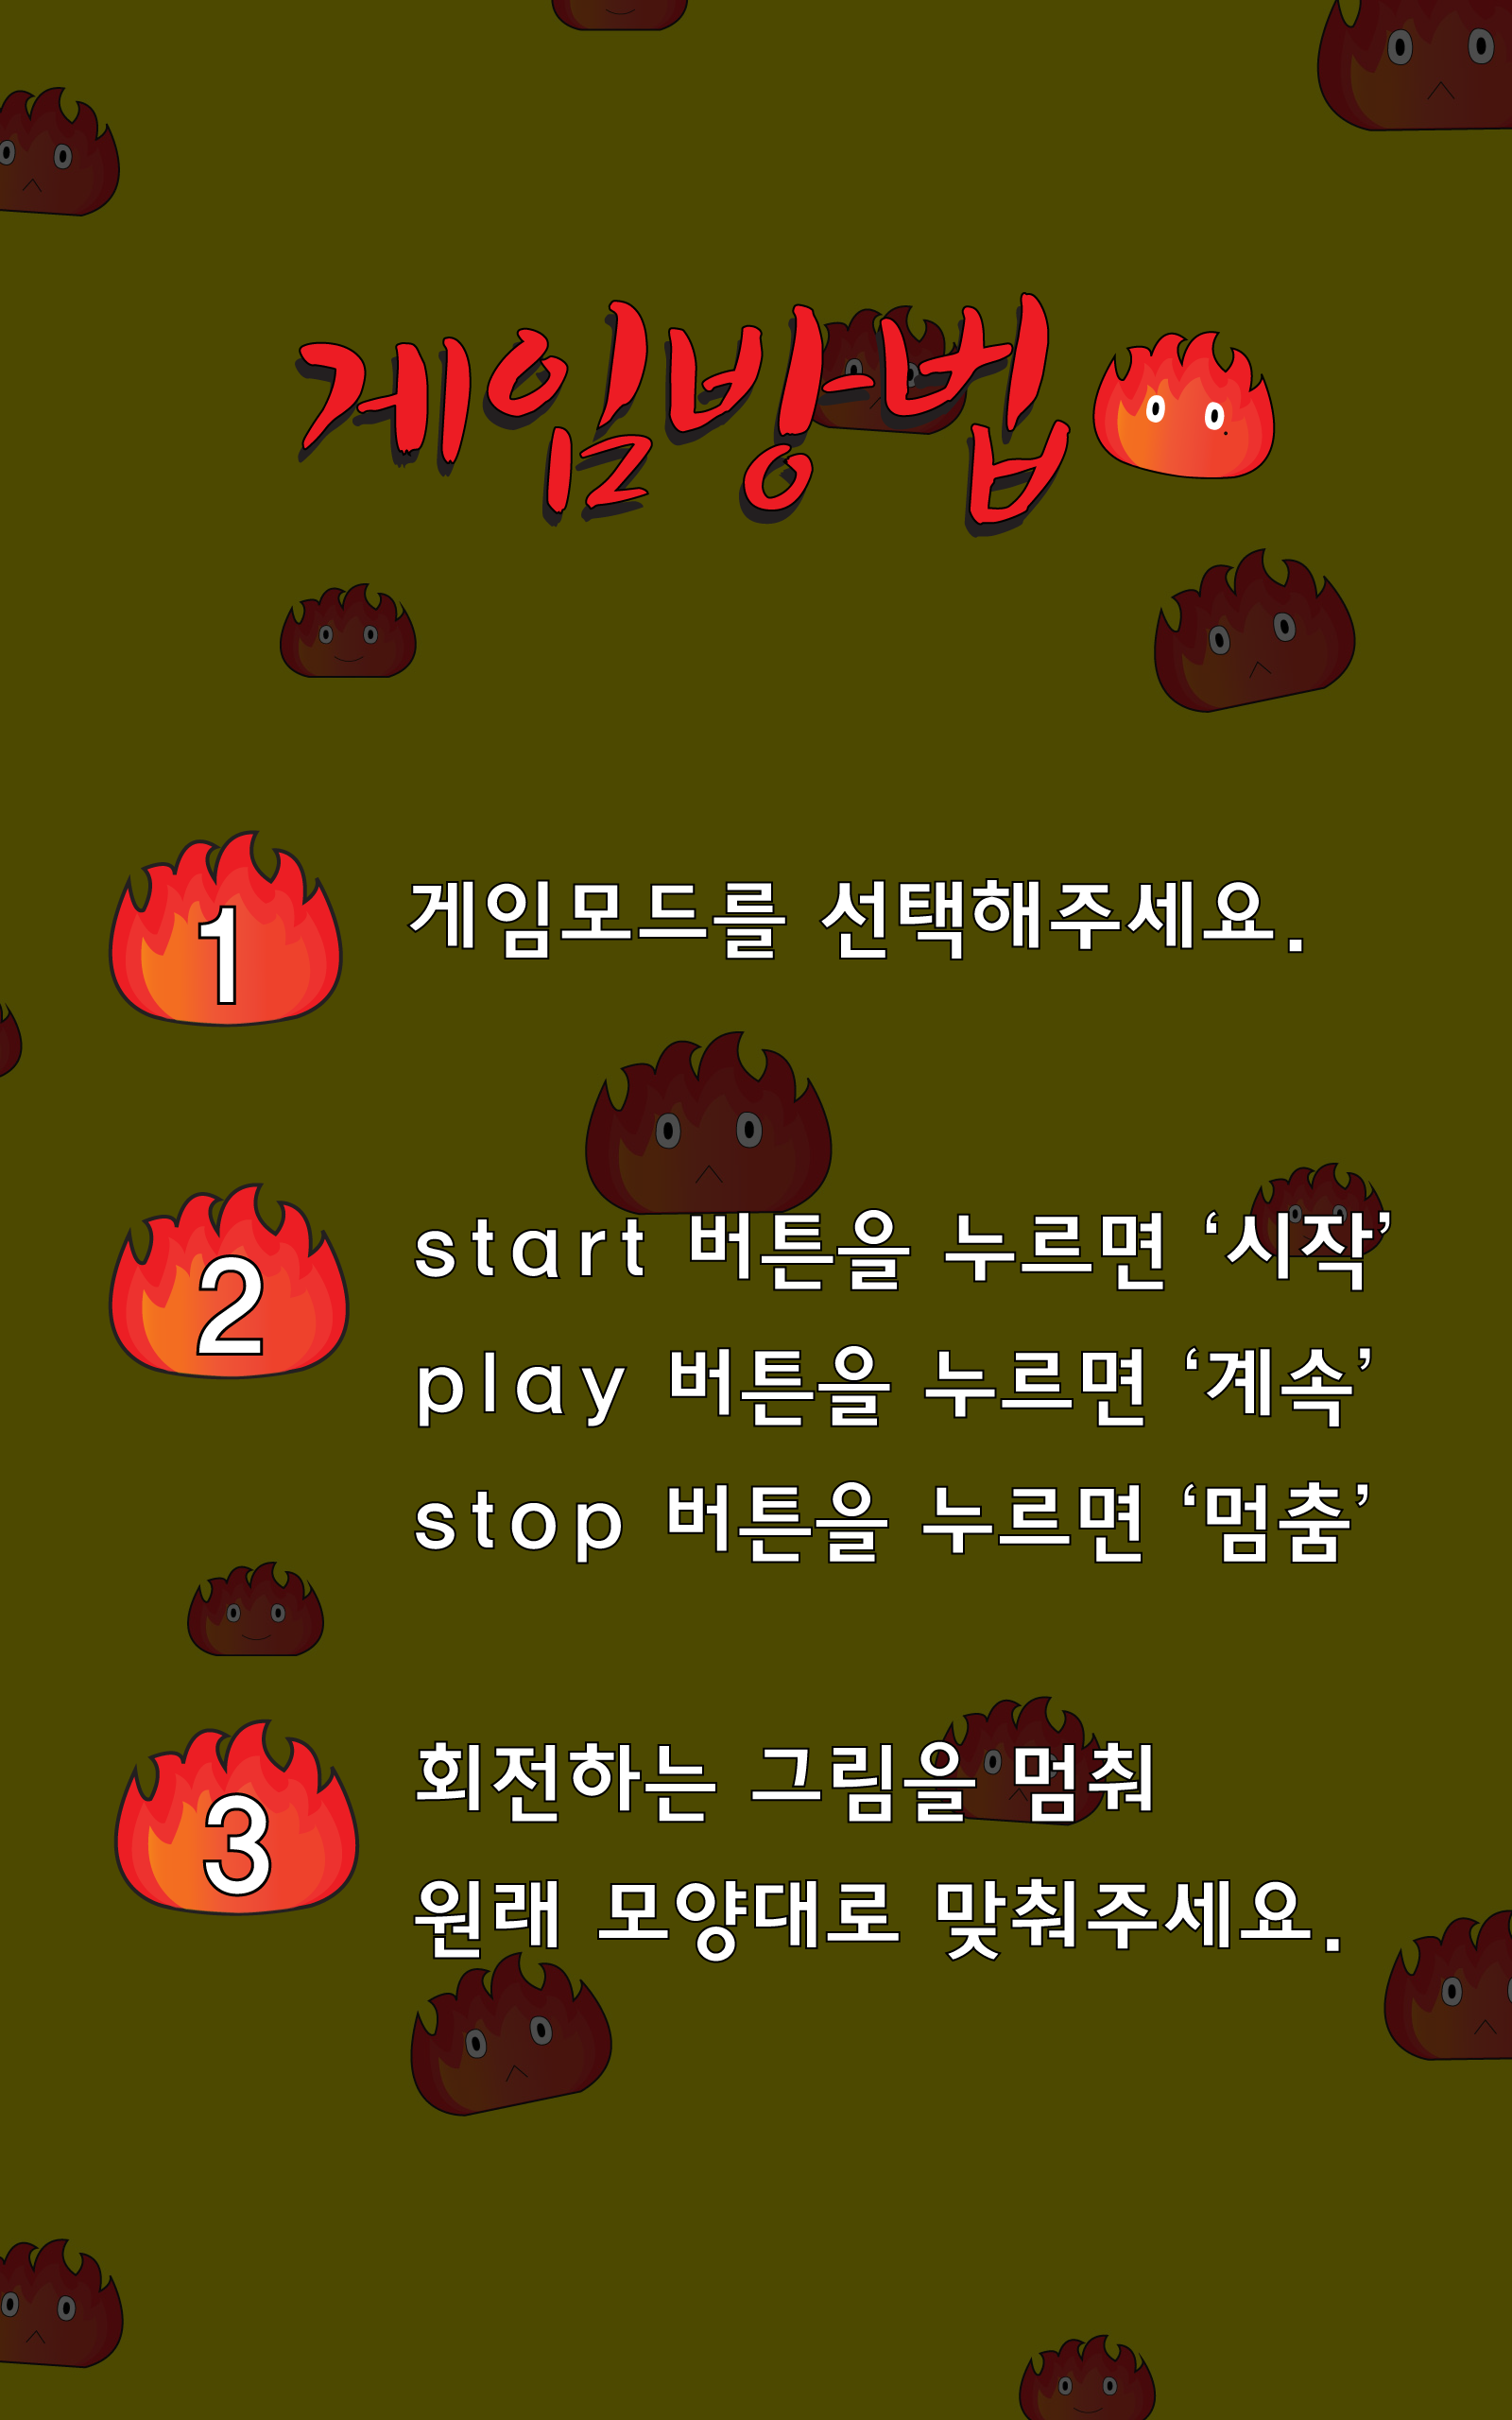 게임방-법
1
게임모드를 선택해주세요.
2
start 버튼을 누르면 ‘시작’
play 버튼을 누르면 ‘계속’
stop 버튼을 누르면 ‘멈춤’
3
회전하는 그림을 멈춰
원래 모양대로 맞춰주세요.